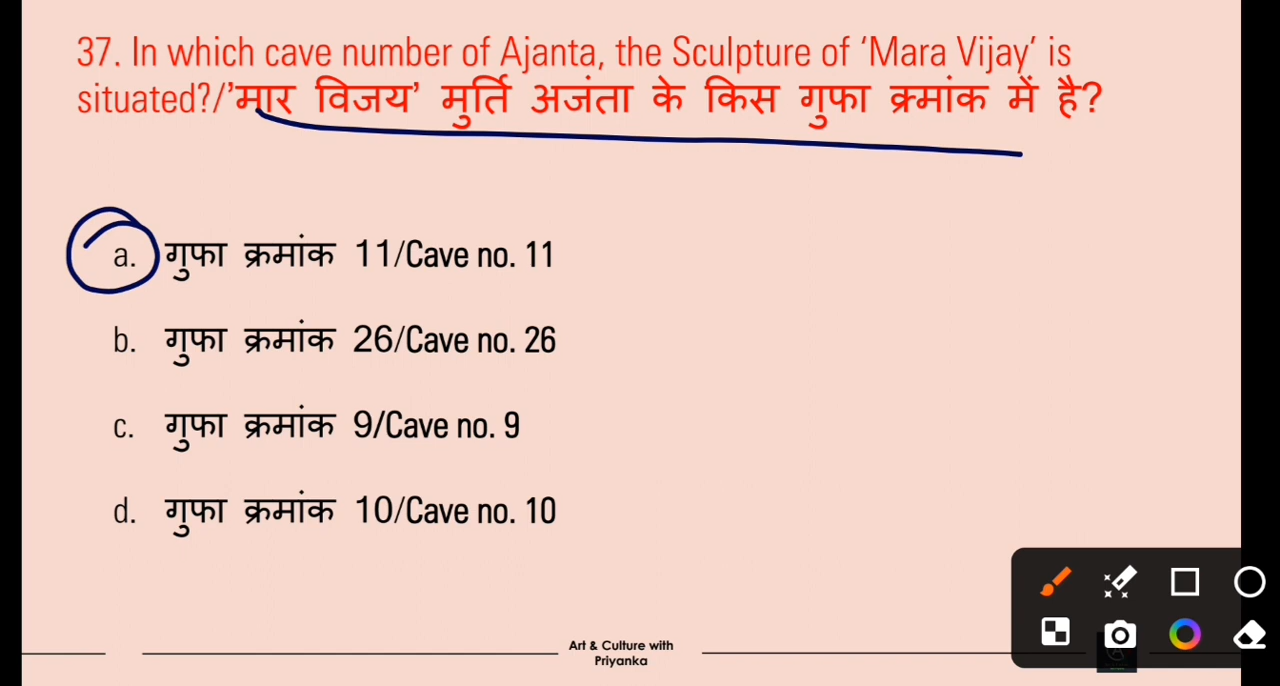 37. In which cave number of Ajanta, the Sculpture of ‘Mara Vijay’ is
situated?/’मार विजय’ मुर्ति अजंता के किस गुफा क्रमांक में है?
a. गुफा क्रमांक 11/Cave no. 11
b. गुफा क्रमांक 26/Cave no. 26
c. गुफा क्रमांक 9/Cave no. 9
d. गुफा क्रमांक 10/Cave no. 10
Art & Culture with
Priyanka